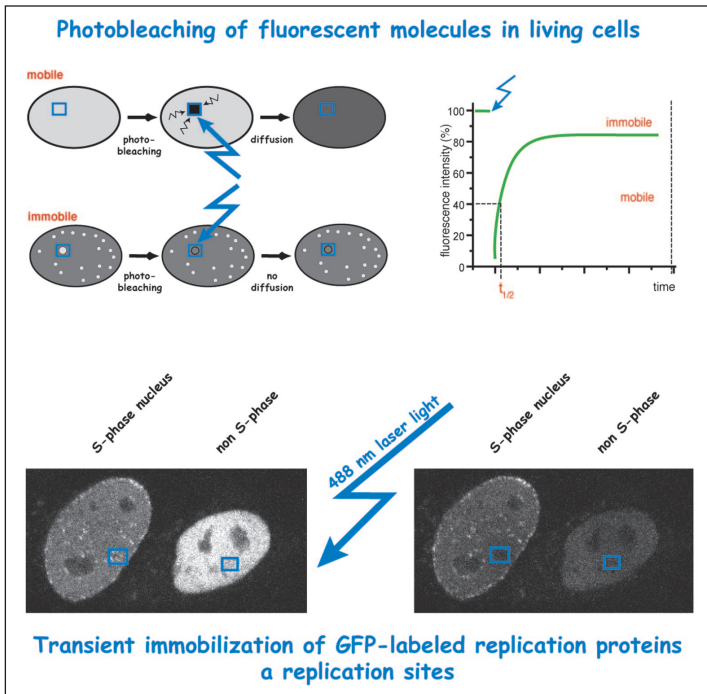 Photobleaching of fluorescent molecules in living cells
mobile
photo-
bleaching
diffusion
immobile
photo-
bleaching
no
diffusion
fluorescence intensity (%)
100
80
60
40
20
0
immobile
mobile
t1/2
time
S-phase nucleus
non S-phase
488 nm laser light
S-phase nucleus
non S-phase
Transient immobilization of GFP-labeled replication proteins
a replication sites